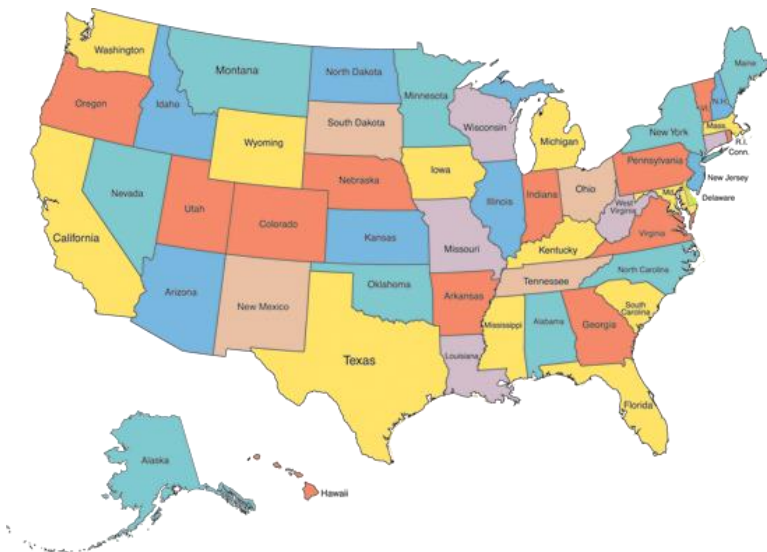 Washington
Montana
North Dakota
Minnesota
Maine
Oregon
Idaho
South Dakota
Wisconsin
Michigan
New York
Vt.
N.H.
Mass.
R.I.
Conn.
Wyoming
Iowa
Nebraska
Pennsylvania
New Jersey
Nevada
Utah
Colorado
Kansas
Illinois
Indiana
Ohio
Md.
Delaware
West
Virginia
Virginia
California
Missouri
Kentucky
Arizona
New Mexico
Oklahoma
Arkansas
Tennessee
North Carolina
South
Carolina
Texas
Louisiana
Mississippi
Alabama
Georgia
Florida
Alaska
Hawaii